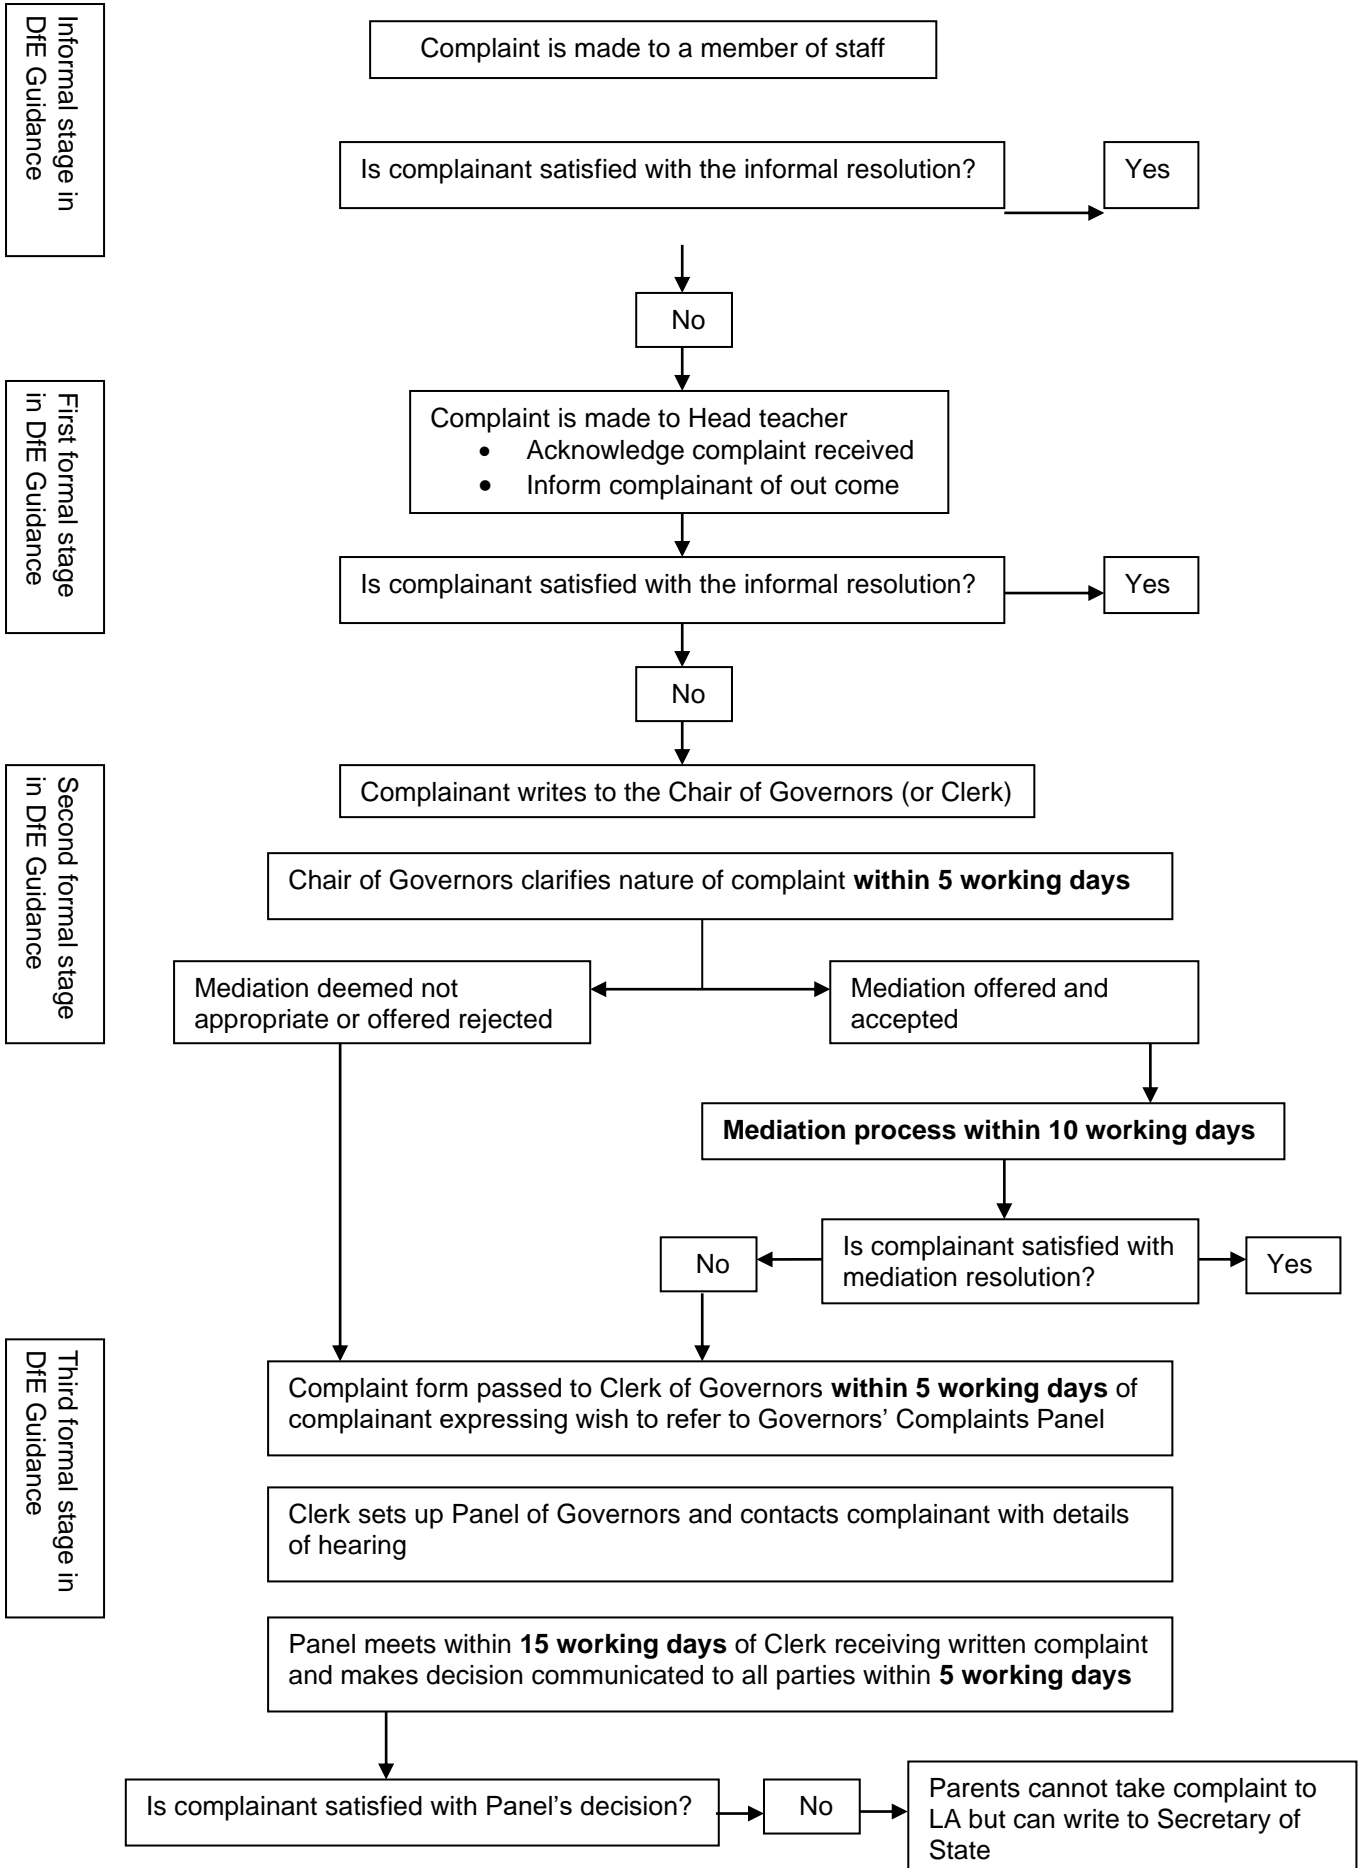 Informal stage in
DfE Guidance
Complaint is made to a member of staff
Is complainant satisfied with the informal resolution?
Yes
No
First formal stage
in DfE Guidance
Complaint is made to Head teacher
• Acknowledge complaint received
• Inform complainant of out come
Is complainant satisfied with the informal resolution?
Yes
No
Second formal stage
in DfE Guidance
Complainant writes to the Chair of Governors (or Clerk)
Chair of Governors clarifies nature of complaint within 5 working days
Mediation deemed not
appropriate or offered rejected
Mediation offered and
accepted
Mediation process within 10 working days
Is complainant satisfied with
mediation resolution?
No
Yes
Third formal stage in
DfE Guidance
Complaint form passed to Clerk of Governors within 5 working days of
complainant expressing wish to refer to Governors’ Complaints Panel
Clerk sets up Panel of Governors and contacts complainant with details
of hearing
Panel meets within 15 working days of Clerk receiving written complaint
and makes decision communicated to all parties within 5 working days
Is complainant satisfied with Panel’s decision?
No
Parents cannot take complaint to
LA but can write to Secretary of
State